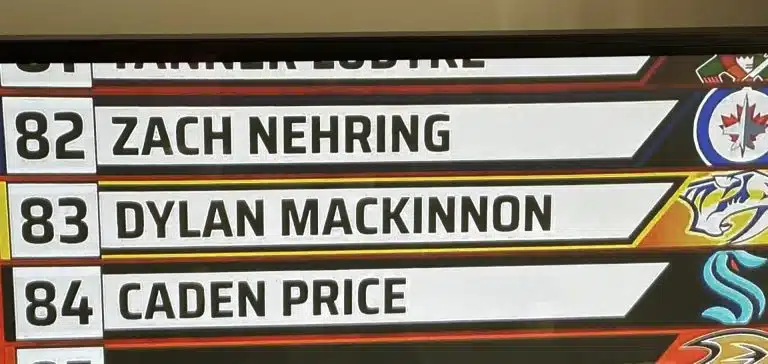 82 ZACH NEHRING
83 DYLAN MACKINNON
84 CADEN PRICE